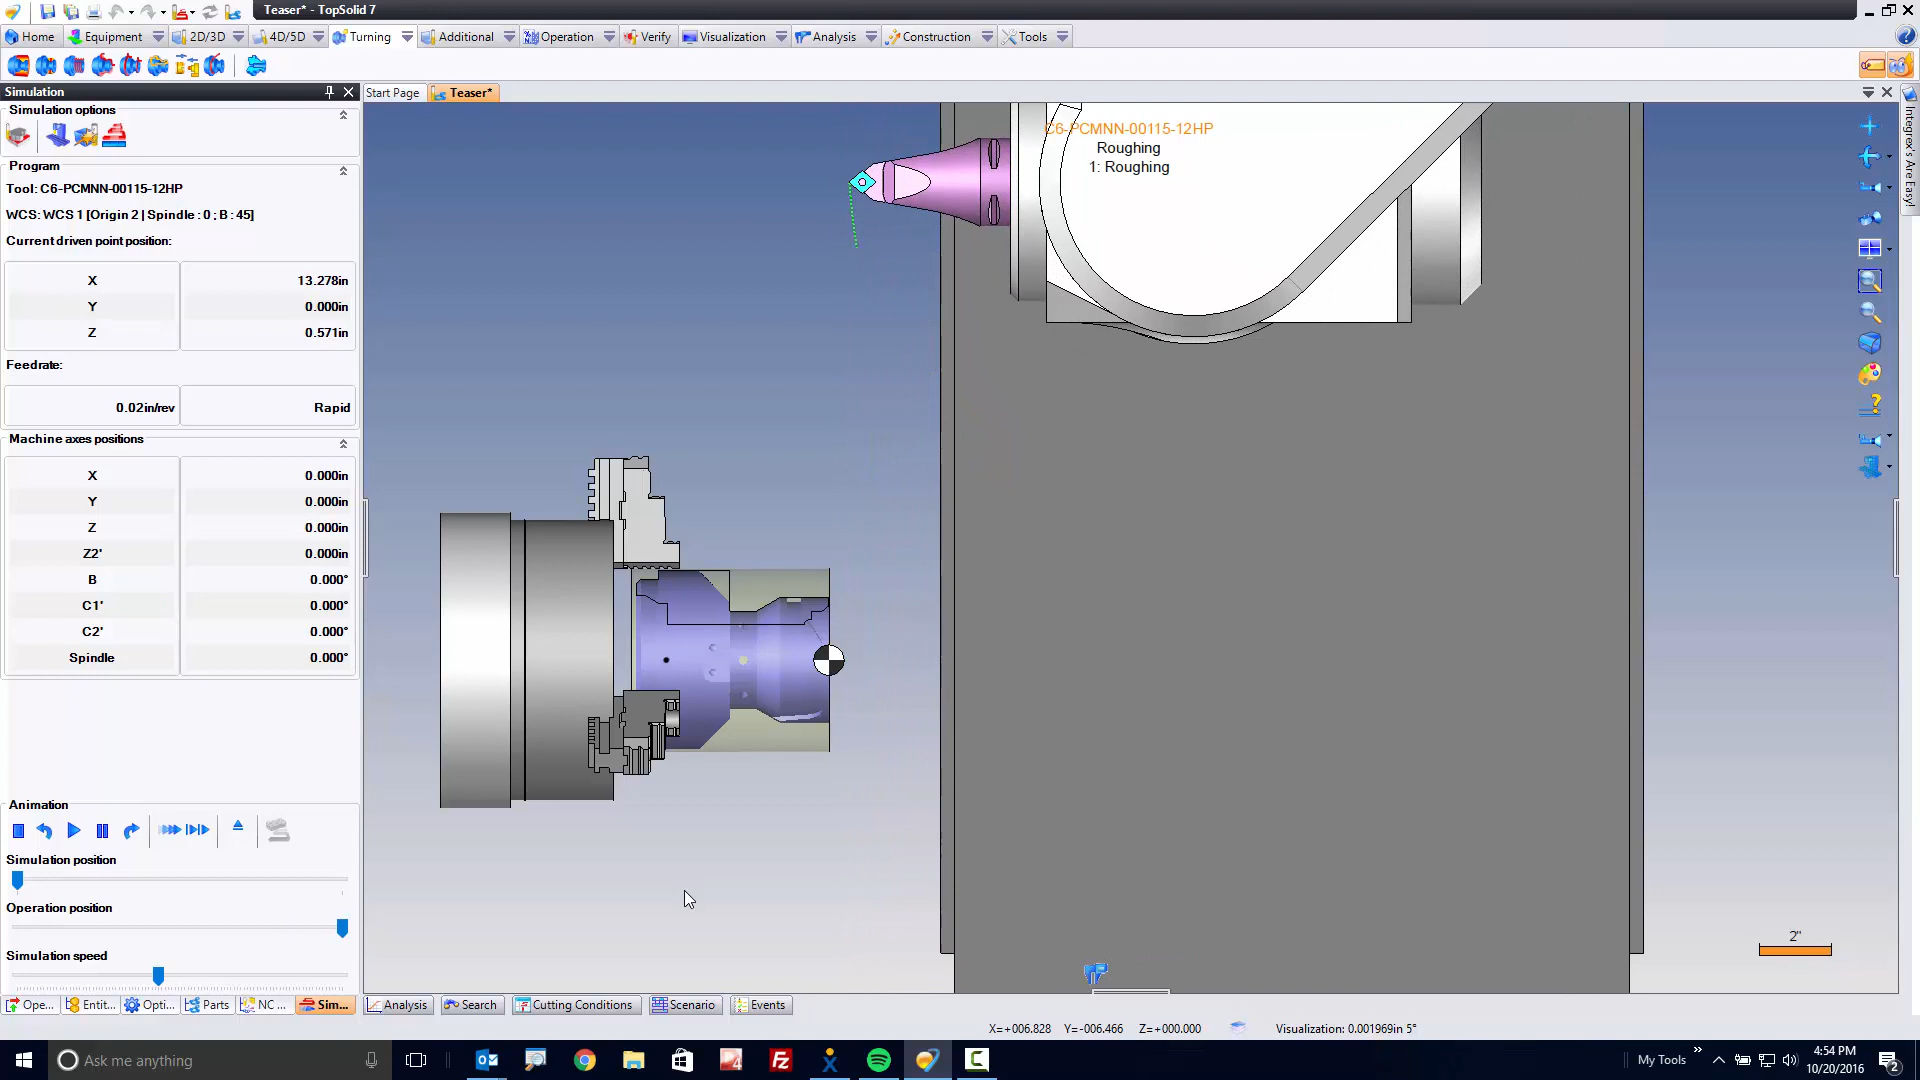 Teaser* - TopSolid 7
Home
Equipment
2D/3D
4D/5D
Turning
Additional
Operation
Verify
Visualization
Analysis
Construction
Tools
Simulation
Start Page
Teaser*
Simulation options
Program
Tool: C6-PCMNN-00115-12HP
WCS: WCS 1 [Origin 2 | Spindle : 0 ; B : 45]
Current driven point position:
X 13.278in
Y 0.000in
Z 0.571in
Feedrate:
0.02in/rev Rapid
Machine axes positions
X 0.000in
Y 0.000in
Z 0.000in
Z2' 0.000in
B 0.000°
C1' 0.000°
C2' 0.000°
Spindle 0.000°
Animation
Simulation position
Operation position
Simulation speed
Ope...
Entit...
Opti...
Parts
NC ...
Sim...
C6-PCMNN-00115-12HP
Roughing
1: Roughing
Integrex's Are Easy!
2"
Analysis
Search
Cutting Conditions
Scenario
Events
X=+006.828 Y=-006.466 Z=+000.000 Visualization: 0.001969in 5°
Ask me anything
My Tools
4:54 PM
10/20/2016
2